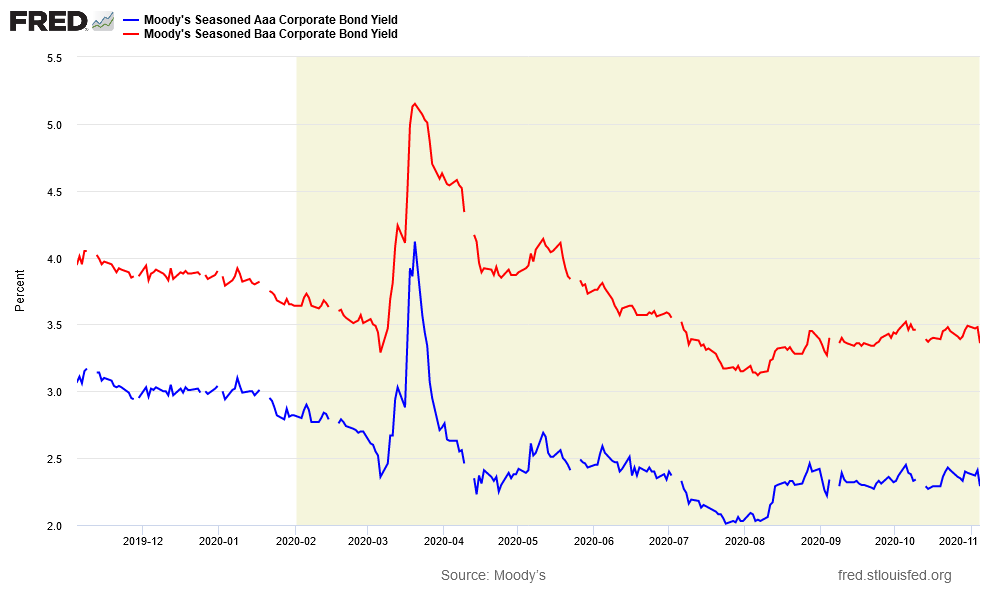 FRED
Moody's Seasoned Aaa Corporate Bond Yield
Moody's Seasoned Baa Corporate Bond Yield
5.5
5.0
4.5
4.0
3.5
3.0
2.5
2.0
Percent
2019-12 2020-01 2020-02 2020-03 2020-04 2020-05 2020-06 2020-07 2020-08 2020-09 2020-10 2020-11
Source: Moody's fred.stlouisfed.org